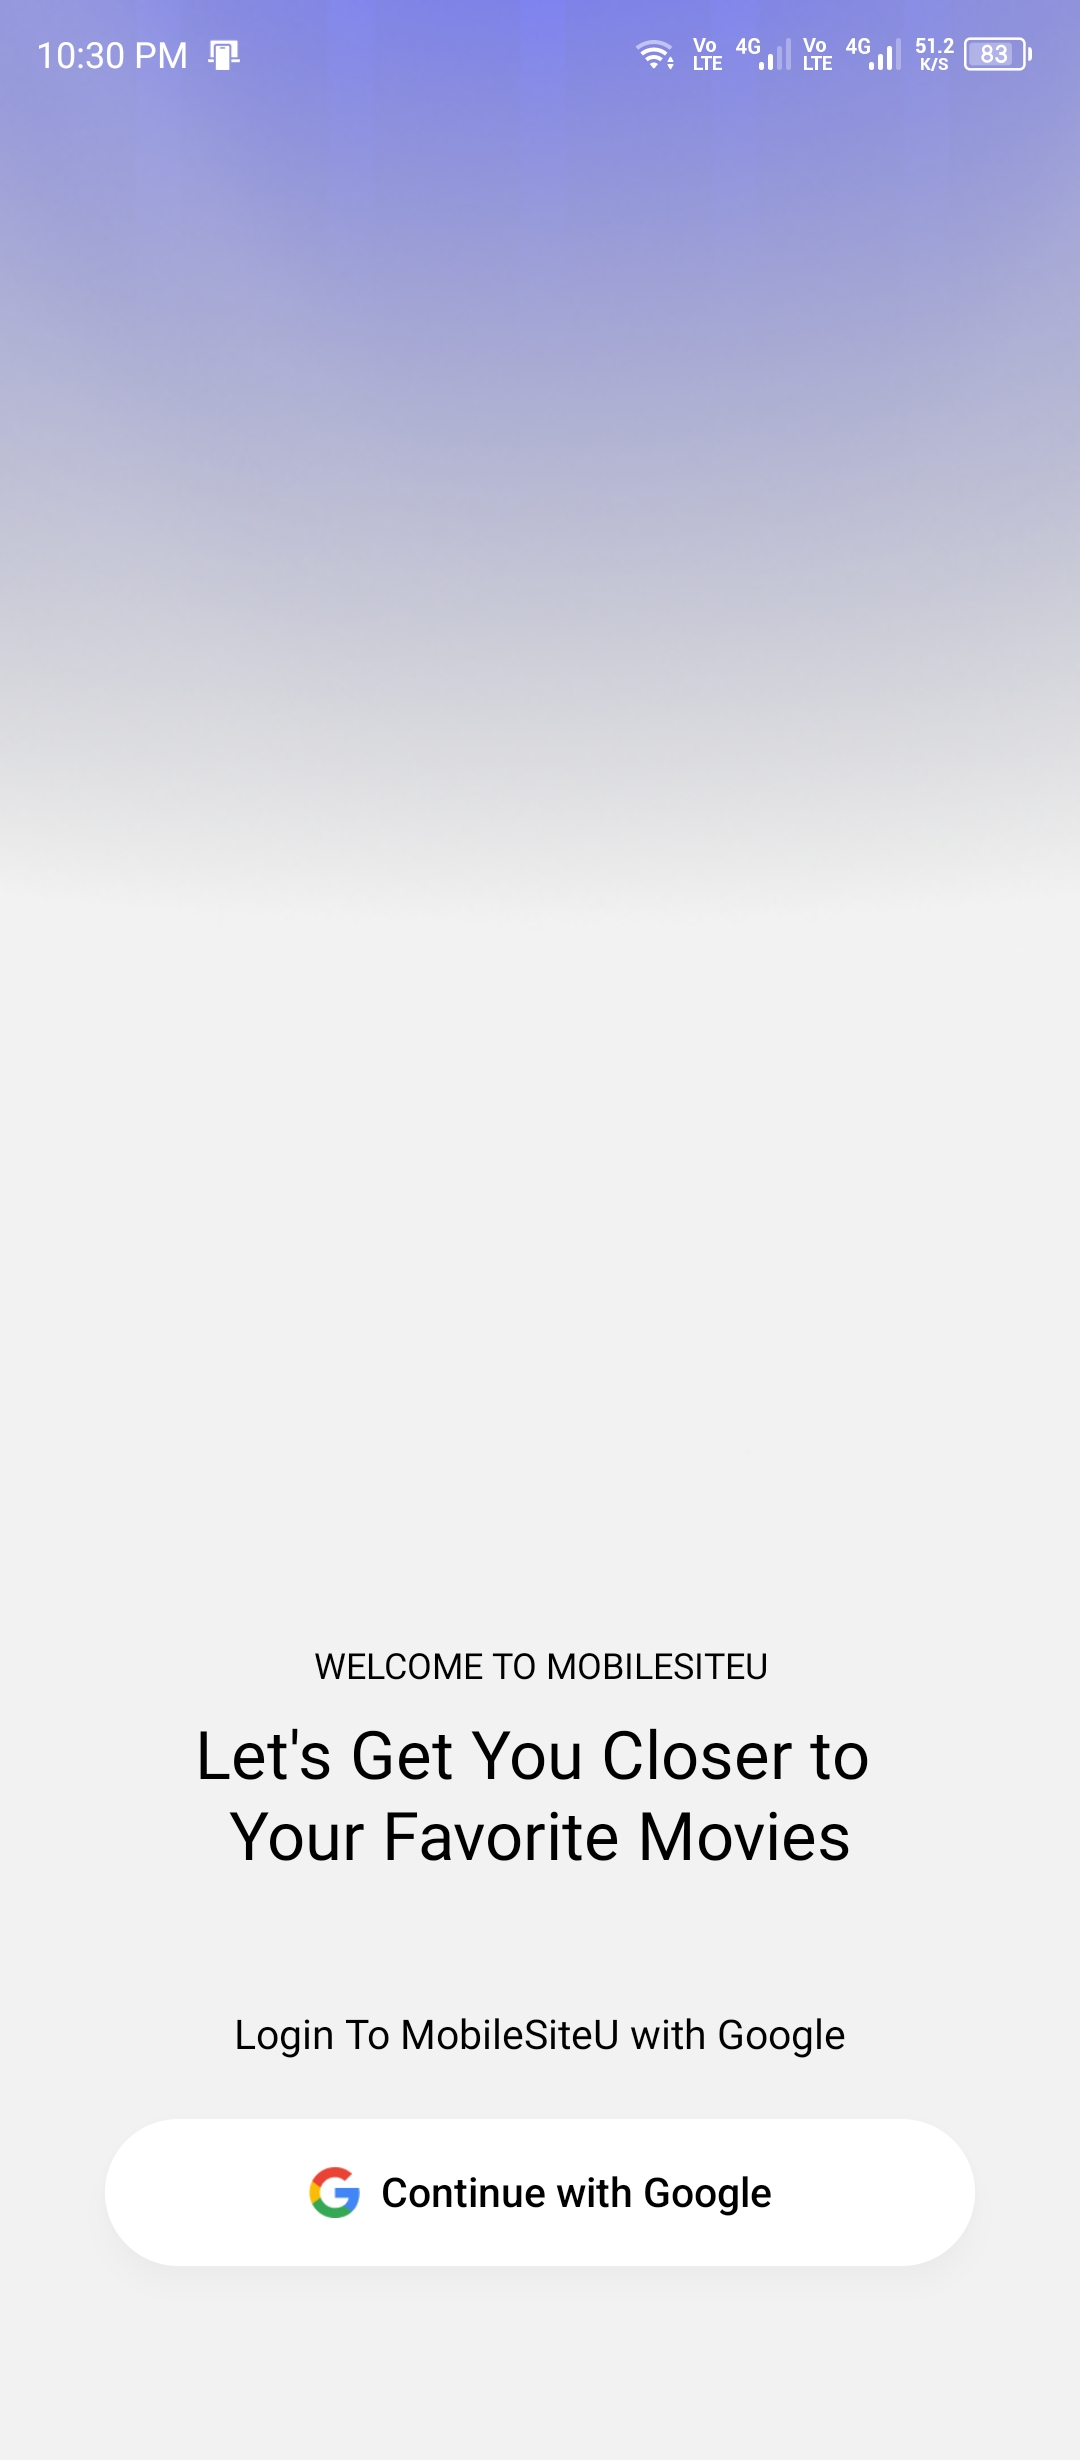 10:30 PM Vo LTE 4G Vo LTE 4G 51.2 K/S 83
WELCOME TO MOBILESITEU
Let's Get You Closer to
Your Favorite Movies
Login To MobileSiteU with Google
Continue with Google